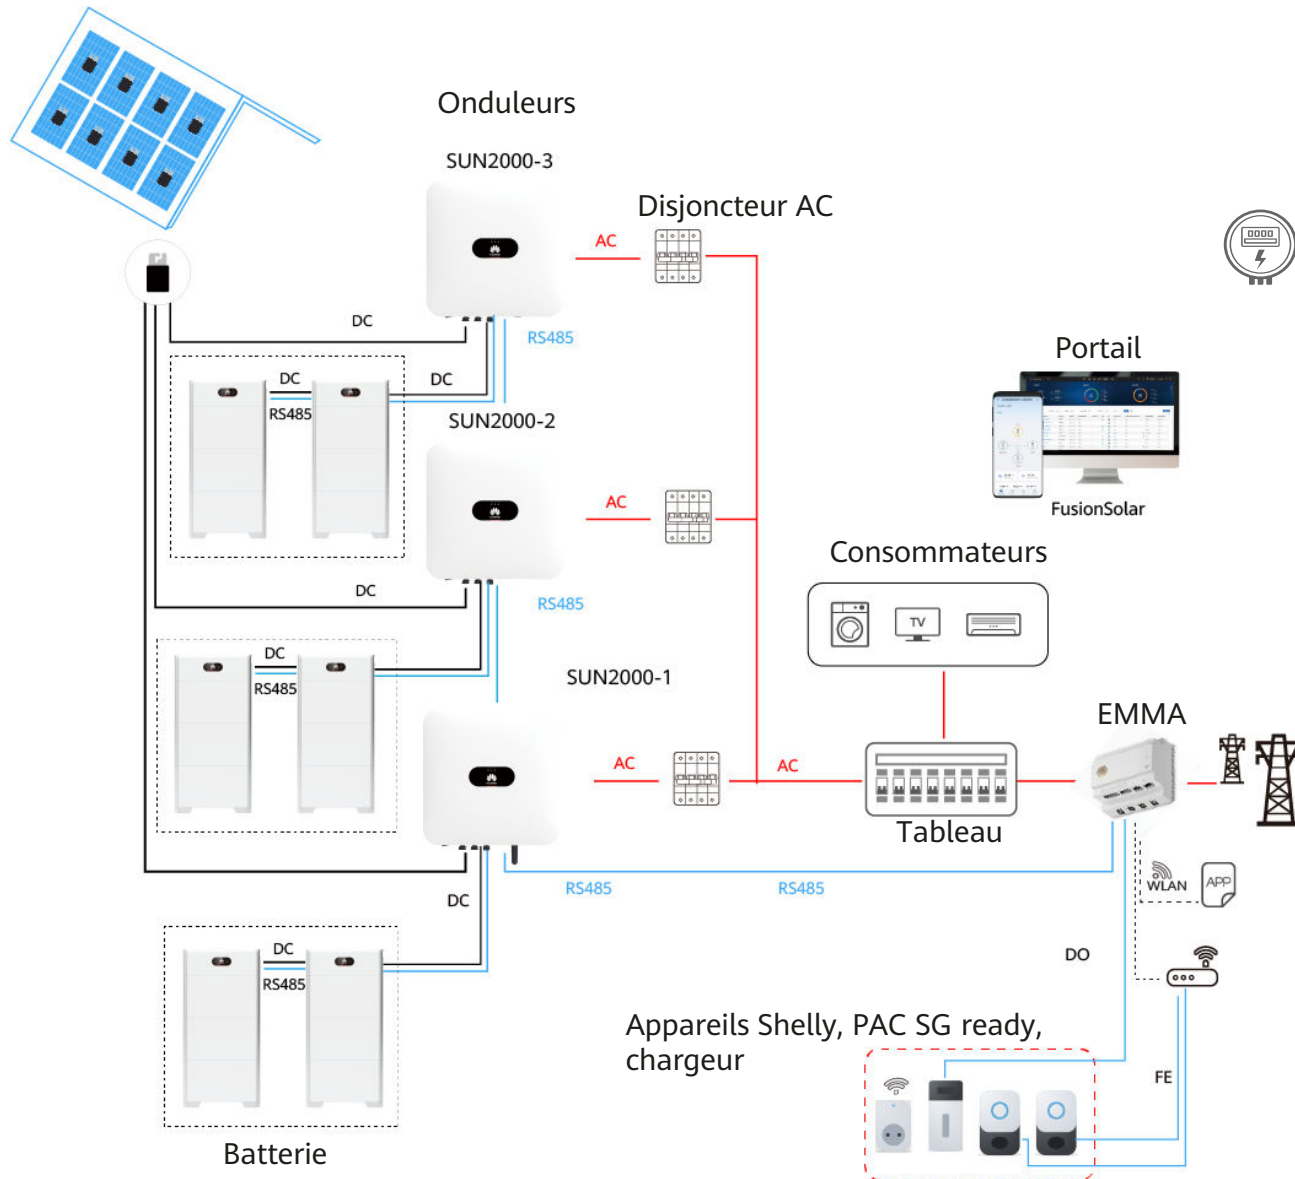 Onduleurs
SUN2000-3
Disjoncteur AC
AC
DC
RS485
Portail
DC
DC
RS485
SUN2000-2
AC
FusionSolar
Consommateurs
DC
RS485
TV
DC
RS485
SUN2000-1
EMMA
AC
AC
Tableau
RS485
RS485
WLAN
APP
DC
DC
RS485
DO
Appareils Shelly, PAC SG ready,
chargeur
FE
Batterie